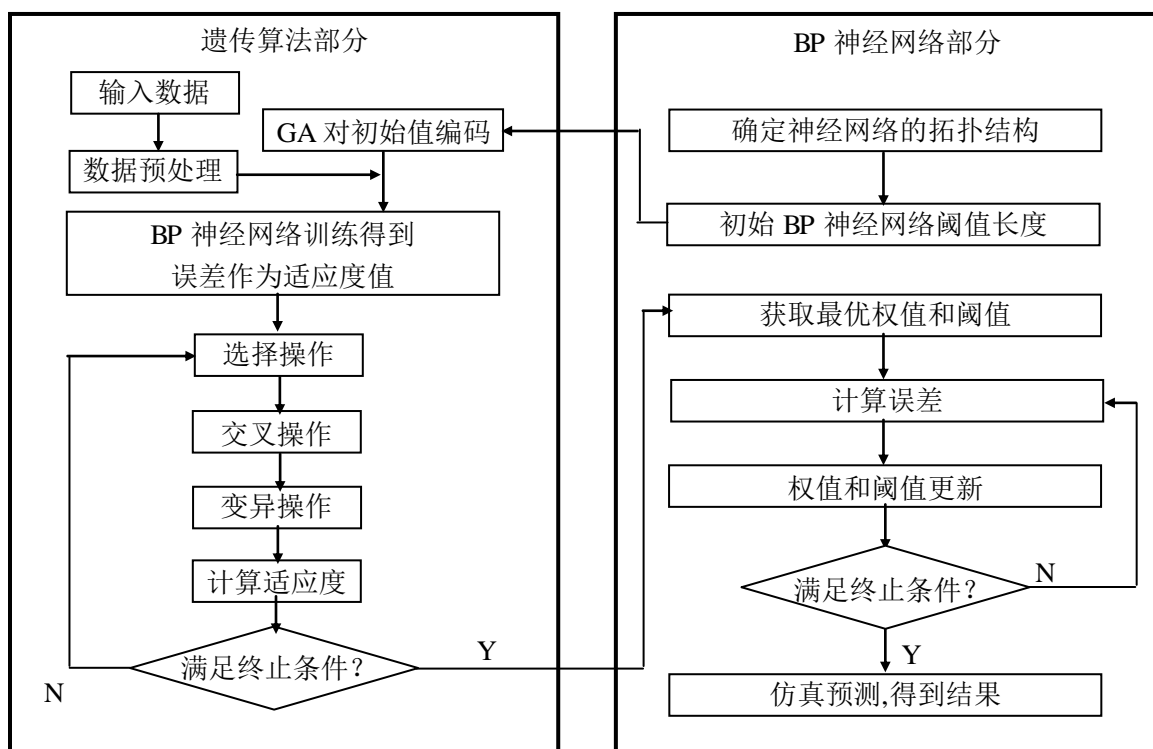 遗传算法部分
输入数据
GA 对初始值编码
数据预处理
BP 神经网络训练得到
误差作为适应度值
选择操作
交叉操作
变异操作
计算适应度
满足终止条件?
N
Y
BP 神经网络部分
确定神经网络的拓扑结构
初始 BP 神经网络阈值长度
获取最优权值和阈值
计算误差
权值和阈值更新
满足终止条件?
N
Y
仿真预测,得到结果